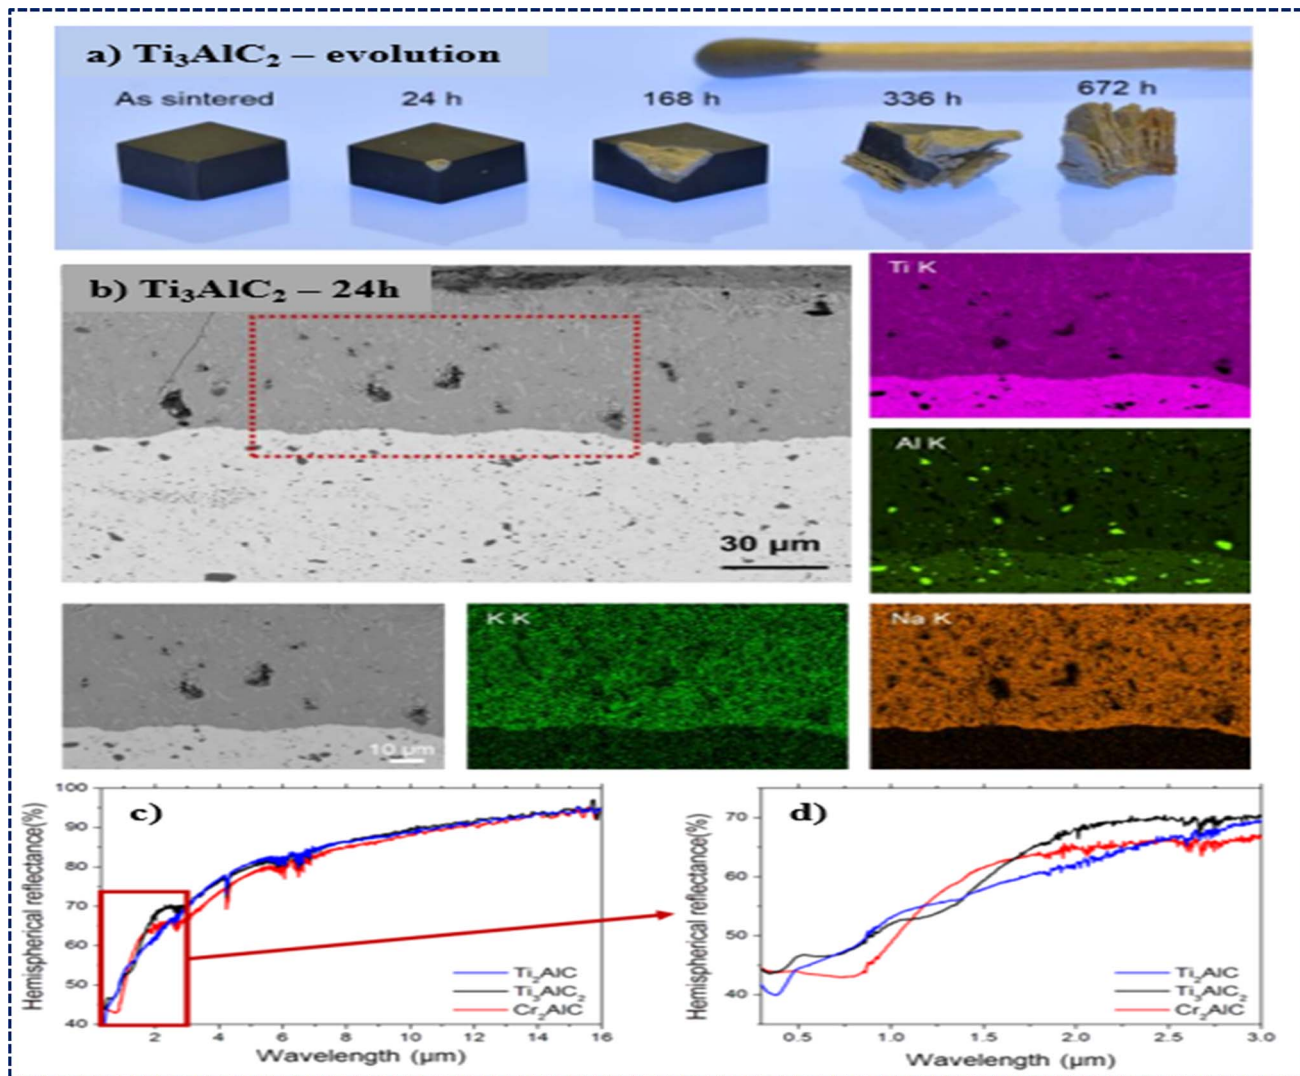 a) Ti₃AlC₂ – evolution
As sintered
24 h
168 h
336 h
672 h
b) Ti₃AlC₂ – 24h
30 µm
Ti K
Al K
10 µm
K K
Na K
c)
Hemispherical reflectance(%)
100
90
80
70
60
50
40
2
4
6
8
10
12
14
16
Wavelength (µm)
Ti₂AlC
Ti₃AlC₂
Cr₂AlC
d)
Hemispherical reflectance(%)
70
60
50
40
0.5
1.0
1.5
2.0
2.5
3.0
Wavelength (µm)
Ti₂AlC
Ti₃AlC₂
Cr₂AlC